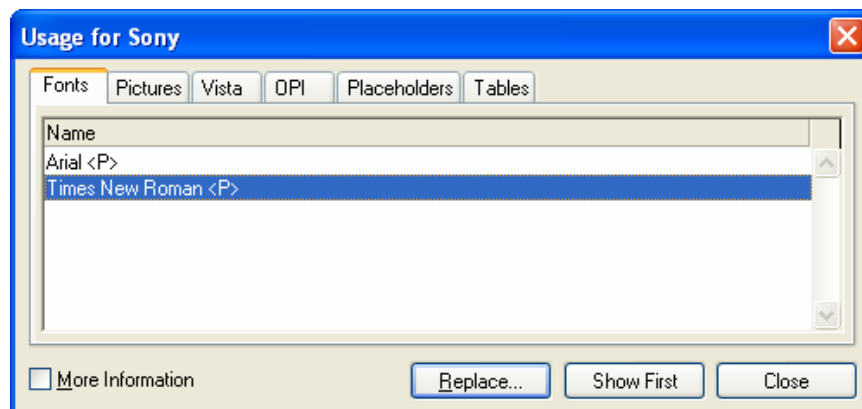 Usage for Sony
Fonts Pictures Vista OPI Placeholders Tables
Name
Arial <P>
Times New Roman <P>
More Information Replace... Show First Close